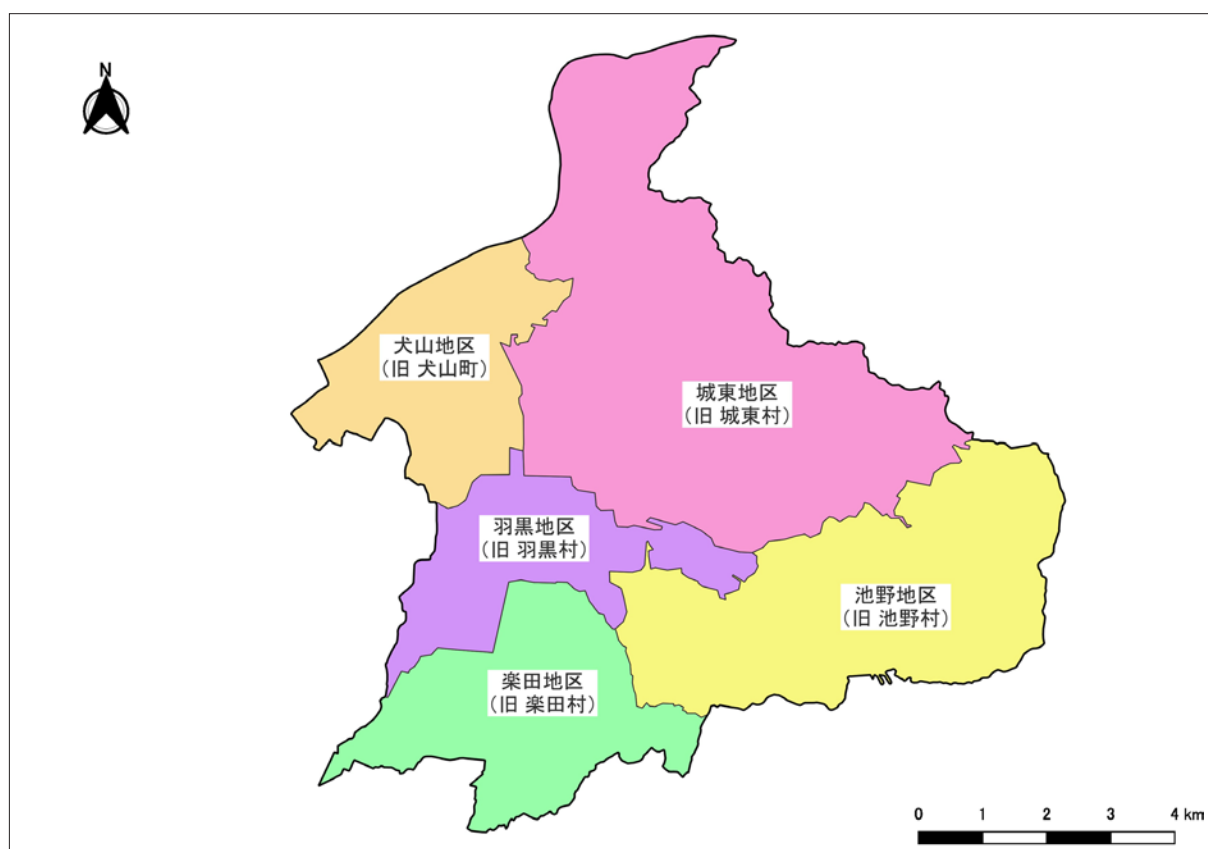 N
犬山地区
（旧 犬山町）
城東地区
（旧 城東村）
羽黒地区
（旧 羽黒村）
池野地区
（旧 池野村）
楽田地区
（旧 楽田村）
0 1 2 3 4 km